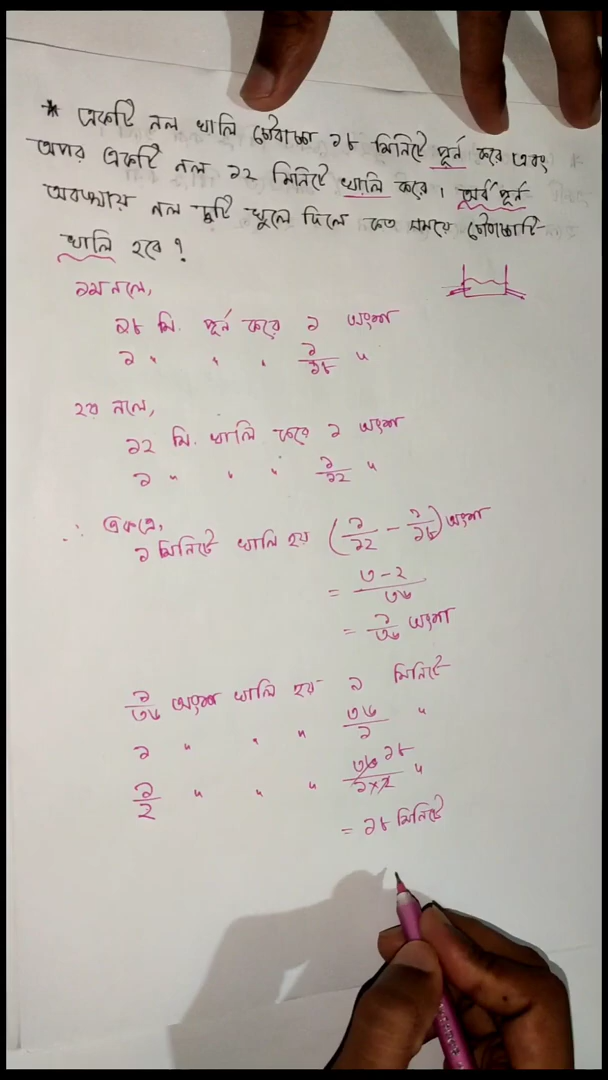 * একটি নল খালি চৌবাচ্চা ১৮ মিনিটে পূর্ন করে এবং
অপর একটি নল ১২ মিনিটে খালি করে। অর্ধ পূর্ন
অবস্থায় নল দুটি খুলে দিলে কত সময়ে চৌবাচ্চাটি
খালি হবে ?
১ম নলে,
১৮ মি. পূর্ন করে ১ অংশ
১ " " " ১/১৮ "
২য় নলে,
১২ মি. খালি করে ১ অংশ
১ " " " ১/১২ "
∴ একত্রে,
১ মিনিটে খালি হয় (১/১২ - ১/১৮) অংশ
= ৩-২/৩৬
= ১/৩৬ অংশ
১/৩৬ অংশ খালি হয় ১ মিনিটে
১ " " " ৩৬/১ "
১/২ " " " ৩৬ ১৮/১×২ "
= ১৮ মিনিটে